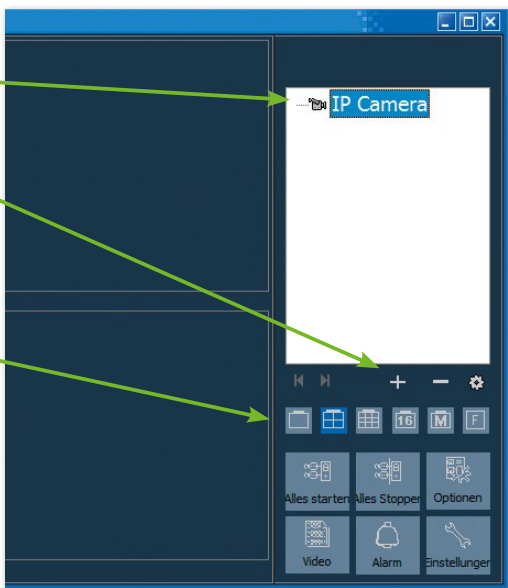 IP Camera
16 M F
Alles starten Alles Stoppen Optionen
Video Alarm Einstellungen